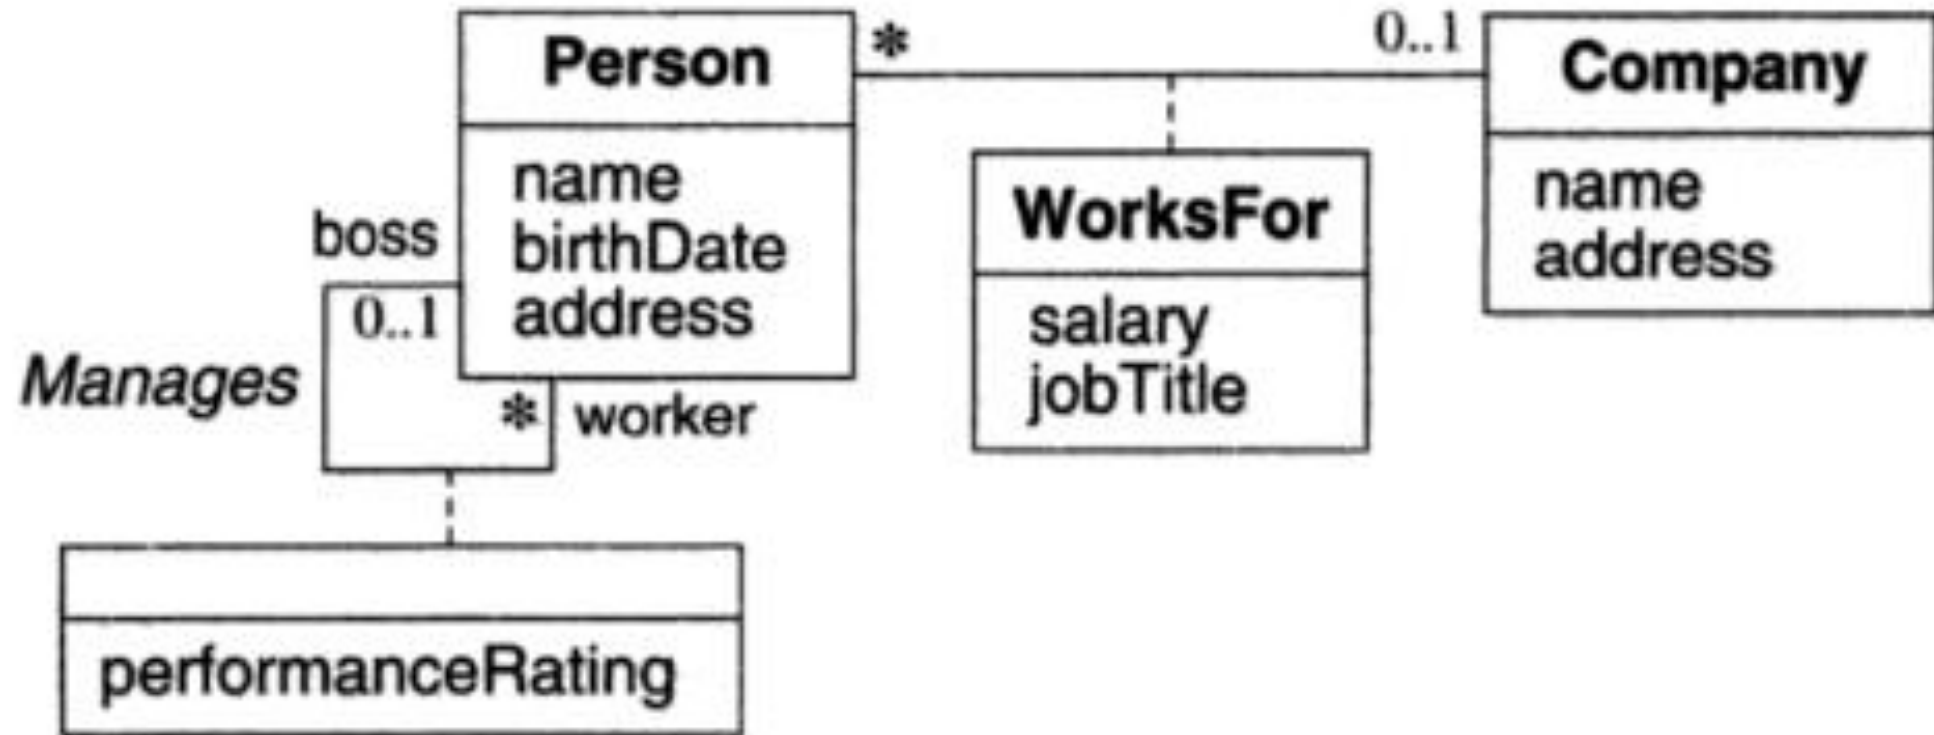 Person
name
birthDate
address
*
0..1
Company
name
address
WorksFor
salary
jobTitle
boss
0..1
Manages
*
worker
performanceRating